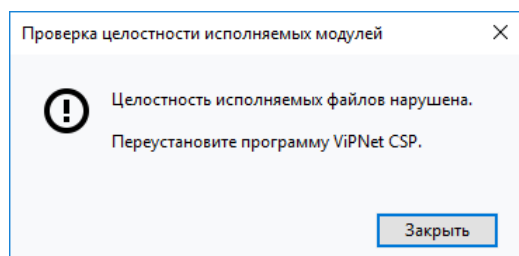 Проверка целостности исполняемых модулей
Целостность исполняемых файлов нарушена.
Переустановите программу ViPNet CSP.
Закрыть